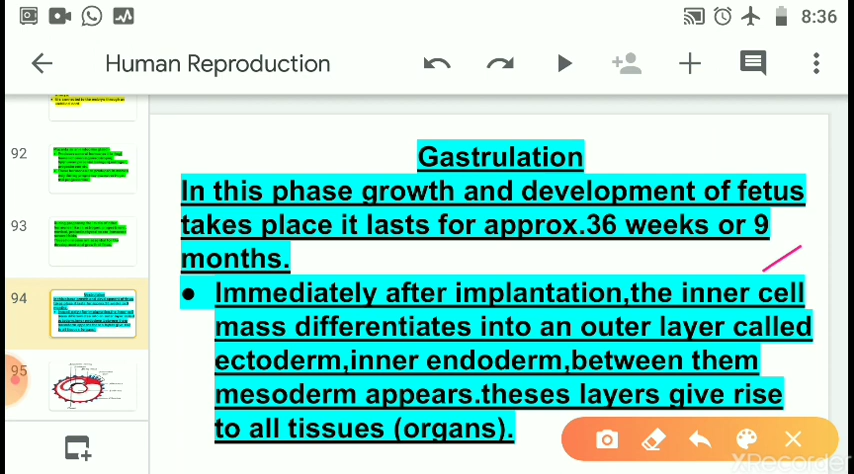 8:36
Human Reproduction
92
93
94
95
Gastrulation
In this phase growth and development of fetus
takes place it lasts for approx.36 weeks or 9
months.
● Immediately after implantation,the inner cell
mass differentiates into an outer layer called
ectoderm,inner endoderm,between them
mesoderm appears.theses layers give rise
to all tissues (organs).
XRecorder